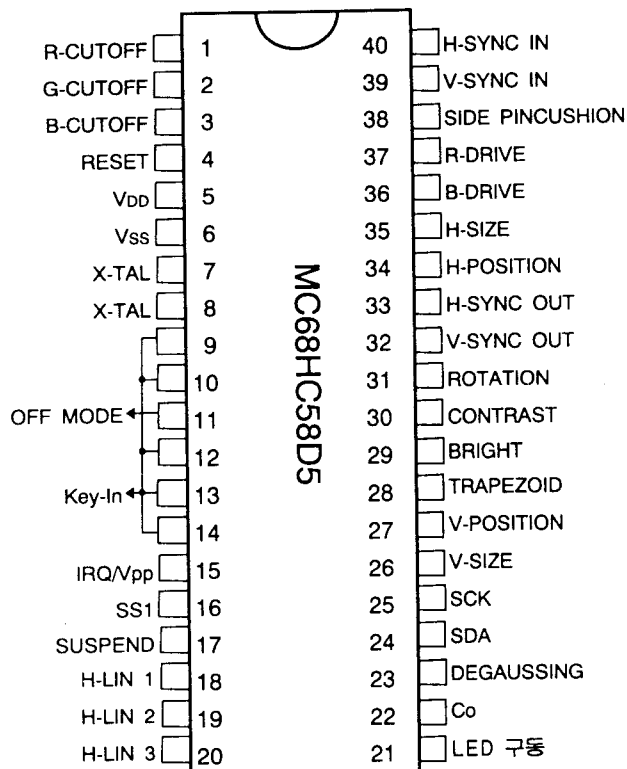 R-CUTOFF 1
G-CUTOFF 2
B-CUTOFF 3
RESET 4
VDD 5
VSS 6
X-TAL 7
X-TAL 8
9
10
OFF MODE 11
12
Key-In 13
14
IRQ/Vpp 15
SS1 16
SUSPEND 17
H-LIN 1 18
H-LIN 2 19
H-LIN 3 20
MC68HC58D5
40 H-SYNC IN
39 V-SYNC IN
38 SIDE PINCUSHION
37 R-DRIVE
36 B-DRIVE
35 H-SIZE
34 H-POSITION
33 H-SYNC OUT
32 V-SYNC OUT
31 ROTATION
30 CONTRAST
29 BRIGHT
28 TRAPEZOID
27 V-POSITION
26 V-SIZE
25 SCK
24 SDA
23 DEGAUSSING
22 Co
21 LED 구동